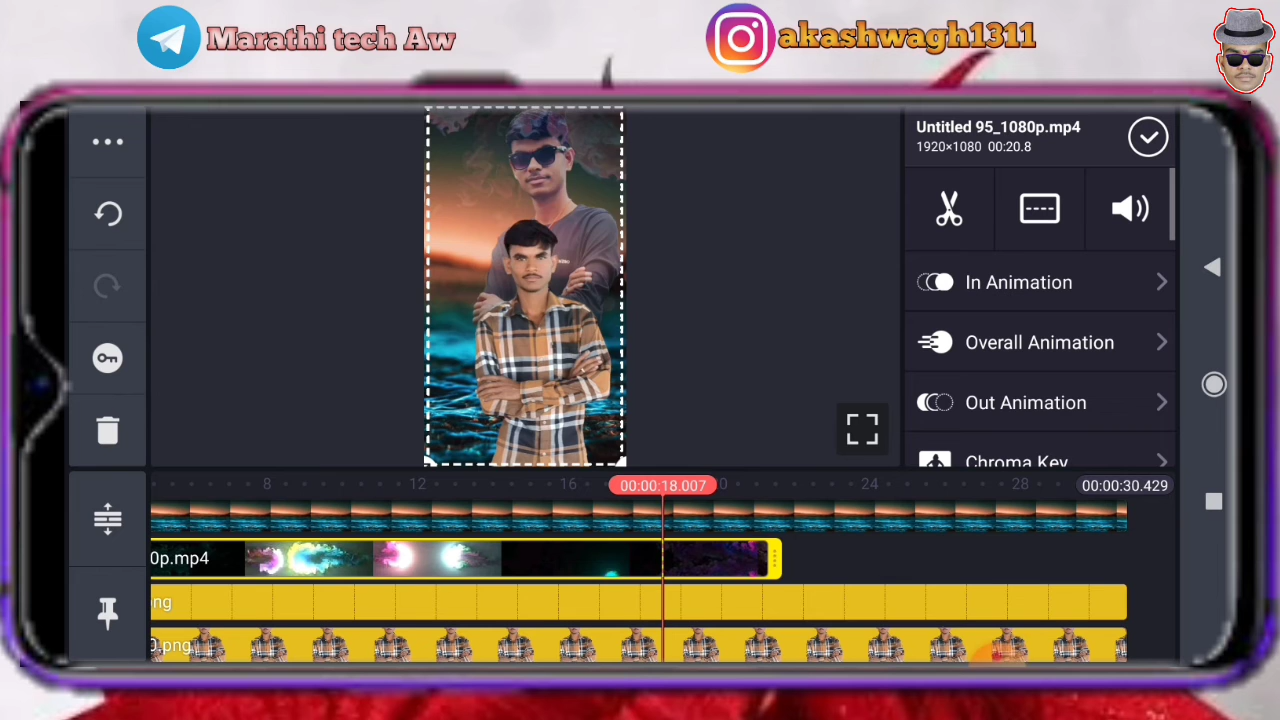 Marathi tech Aw
akashwagh1311
Untitled 95_1080p.mp4
1920×1080 00:20.8
In Animation
Overall Animation
Out Animation
Chroma Key
8
12
16
00:00:18.007
0
24
28
00:00:30.429
0p.mp4
ng
0.png